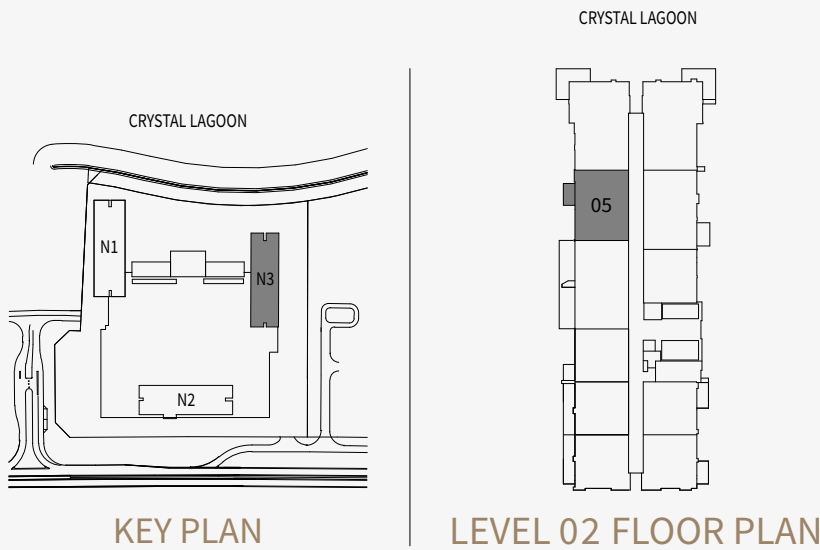 CRYSTAL LAGOON
N1
N3
N2
KEY PLAN
CRYSTAL LAGOON
05
LEVEL 02 FLOOR PLAN